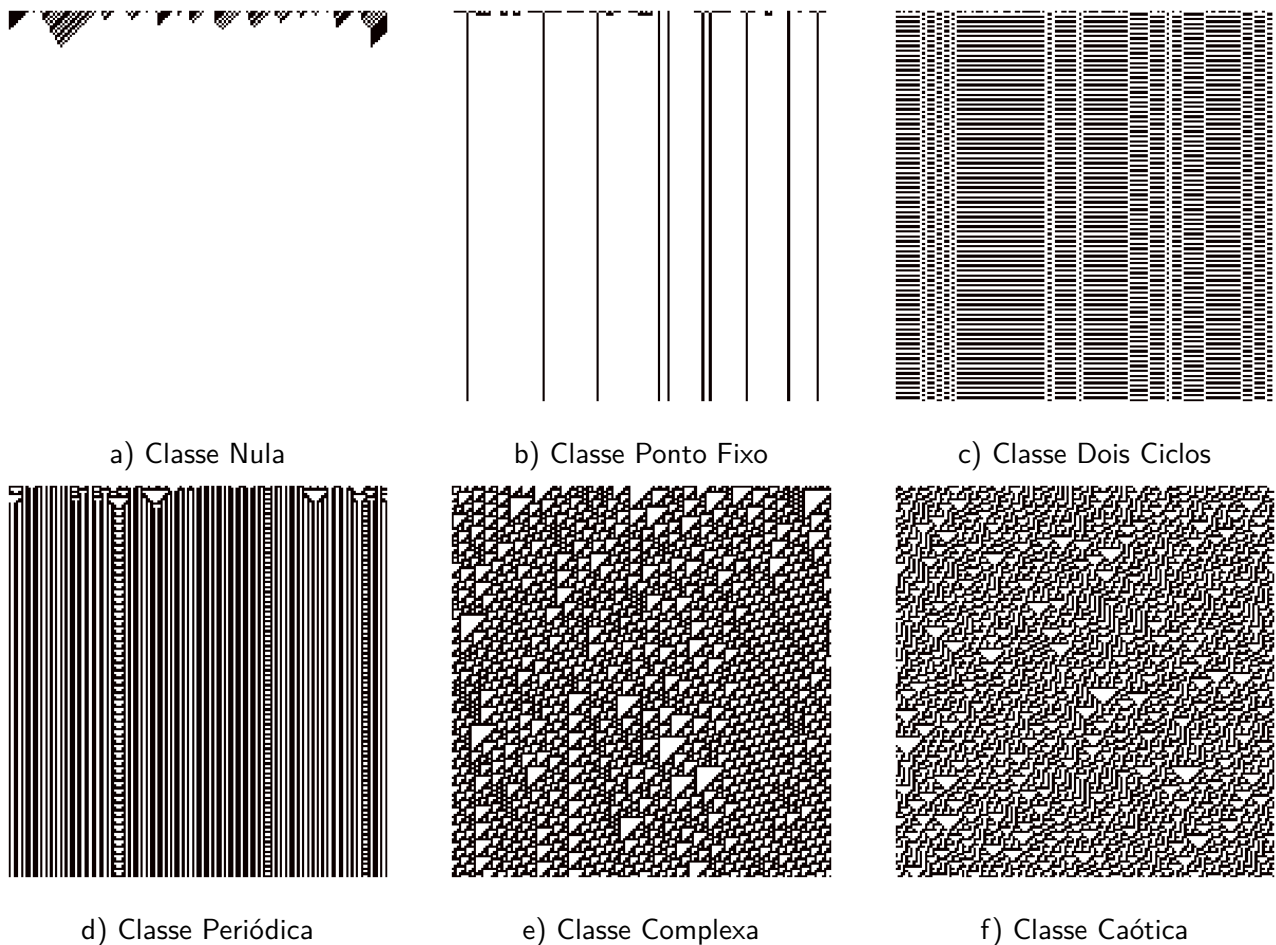 a) Classe Nula
b) Classe Ponto Fixo
c) Classe Dois Ciclos
d) Classe Periódica
e) Classe Complexa
f) Classe Caótica